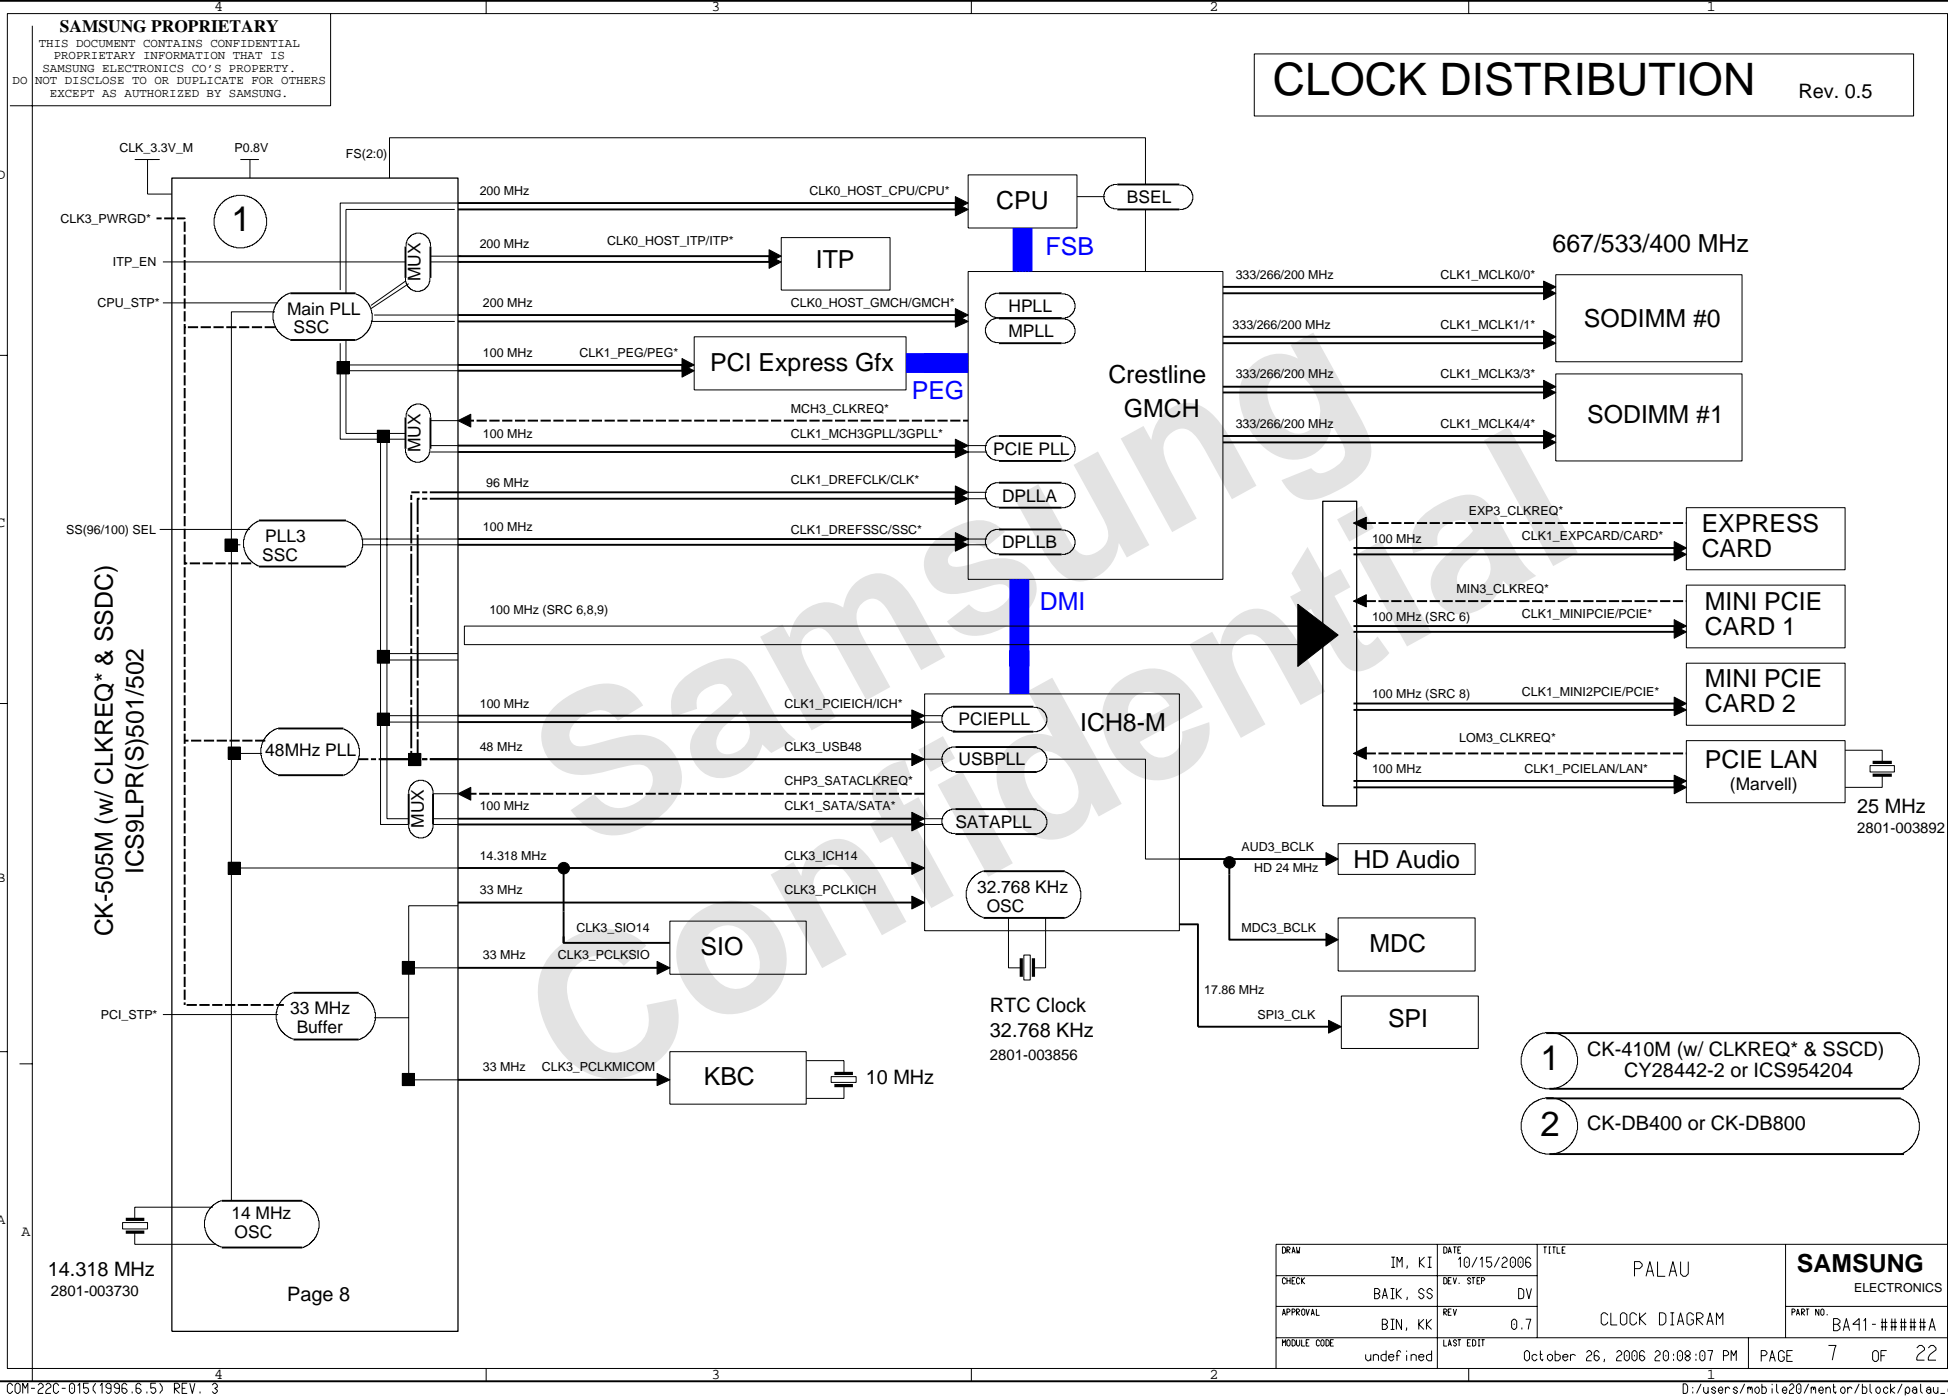 4 3 2 1
SAMSUNG PROPRIETARY
THIS DOCUMENT CONTAINS CONFIDENTIAL
PROPRIETARY INFORMATION THAT IS
SAMSUNG ELECTRONICS CO'S PROPERTY.
DO NOT DISCLOSE TO OR DUPLICATE FOR OTHERS
EXCEPT AS AUTHORIZED BY SAMSUNG.
CLOCK DISTRIBUTION Rev. 0.5
CLK_3.3V_M
P0.8V
FS(2:0)
CLK3_PWRGD*
1
ITP_EN
CPU_STP*
MUX
Main PLL
SSC
200 MHz CLK0_HOST_CPU/CPU*
CPU
BSEL
200 MHz CLK0_HOST_ITP/ITP*
ITP
FSB
200 MHz CLK0_HOST_GMCH/GMCH*
HPLL
MPLL
100 MHz CLK1_PEG/PEG*
PCI Express Gfx
PEG
Crestline
GMCH
MUX
MCH3_CLKREQ*
100 MHz CLK1_MCH3GPLL/3GPLL*
PCIE PLL
96 MHz CLK1_DREFCLK/CLK*
DPLLA
SS(96/100) SEL
PLL3
SSC
100 MHz CLK1_DREFSSC/SSC*
DPLLB
DMI
667/533/400 MHz
333/266/200 MHz CLK1_MCLK0/0*
333/266/200 MHz CLK1_MCLK1/1*
SODIMM #0
333/266/200 MHz CLK1_MCLK3/3*
333/266/200 MHz CLK1_MCLK4/4*
SODIMM #1
100 MHz (SRC 6,8,9)
EXP3_CLKREQ*
100 MHz CLK1_EXPCARD/CARD*
EXPRESS
CARD
MIN3_CLKREQ*
100 MHz (SRC 6) CLK1_MINIPCIE/PCIE*
MINI PCIE
CARD 1
100 MHz (SRC 8) CLK1_MINI2PCIE/PCIE*
MINI PCIE
CARD 2
LOM3_CLKREQ*
100 MHz CLK1_PCIELAN/LAN*
PCIE LAN
(Marvell)
25 MHz
2801-003892
CK-505M (w/ CLKREQ* & SSDC)
ICS9LPR(S)501/502
100 MHz CLK1_PCIEICH/ICH*
PCIEPLL
ICH8-M
48MHz PLL
48 MHz CLK3_USB48
USBPLL
MUX
CHP3_SATACLKREQ*
100 MHz CLK1_SATA/SATA*
SATAPLL
14.318 MHz CLK3_ICH14
33 MHz CLK3_PCLKICH
32.768 KHz
OSC
CLK3_SIO14
33 MHz CLK3_PCLKSIO
SIO
AUD3_BCLK
HD 24 MHz
HD Audio
MDC3_BCLK
MDC
17.86 MHz
SPI3_CLK
SPI
RTC Clock
32.768 KHz
2801-003856
PCI_STP*
33 MHz
Buffer
33 MHz CLK3_PCLKMICOM
KBC
10 MHz
1 CK-410M (w/ CLKREQ* & SSCD)
CY28442-2 or ICS954204
2 CK-DB400 or CK-DB800
14 MHz
OSC
14.318 MHz
2801-003730
Page 8
Samsung
Confidential
A
DRAW IM, KI DATE 10/15/2006 TITLE PALAU SAMSUNG
ELECTRONICS
CHECK BAIK, SS DEV. STEP DV
APPROVAL BIN, KK REV 0.7 CLOCK DIAGRAM PART NO. BA41-#####A
MODULE CODE undefined LAST EDIT October 26, 2006 20:08:07 PM PAGE 7 OF 22
4 3 2 1
COM-22C-015(1996.6.5) REV. 3
D:/users/mobile20/mentor/block/palau_